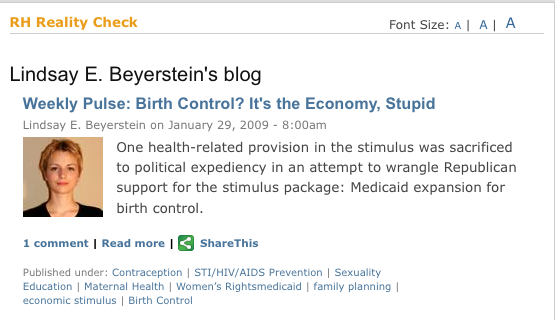 RH Reality Check
Font Size: A | A | A
Lindsay E. Beyerstein's blog
Weekly Pulse: Birth Control? It's the Economy, Stupid
Lindsay E. Beyerstein on January 29, 2009 - 8:00am
One health-related provision in the stimulus was sacrificed
to political expediency in an attempt to wrangle Republican
support for the stimulus package: Medicaid expansion for
birth control.
1 comment | Read more | ShareThis
Published under: Contraception | STI/HIV/AIDS Prevention | Sexuality
Education | Maternal Health | Women's Rightsmedicaid | family planning |
economic stimulus | Birth Control